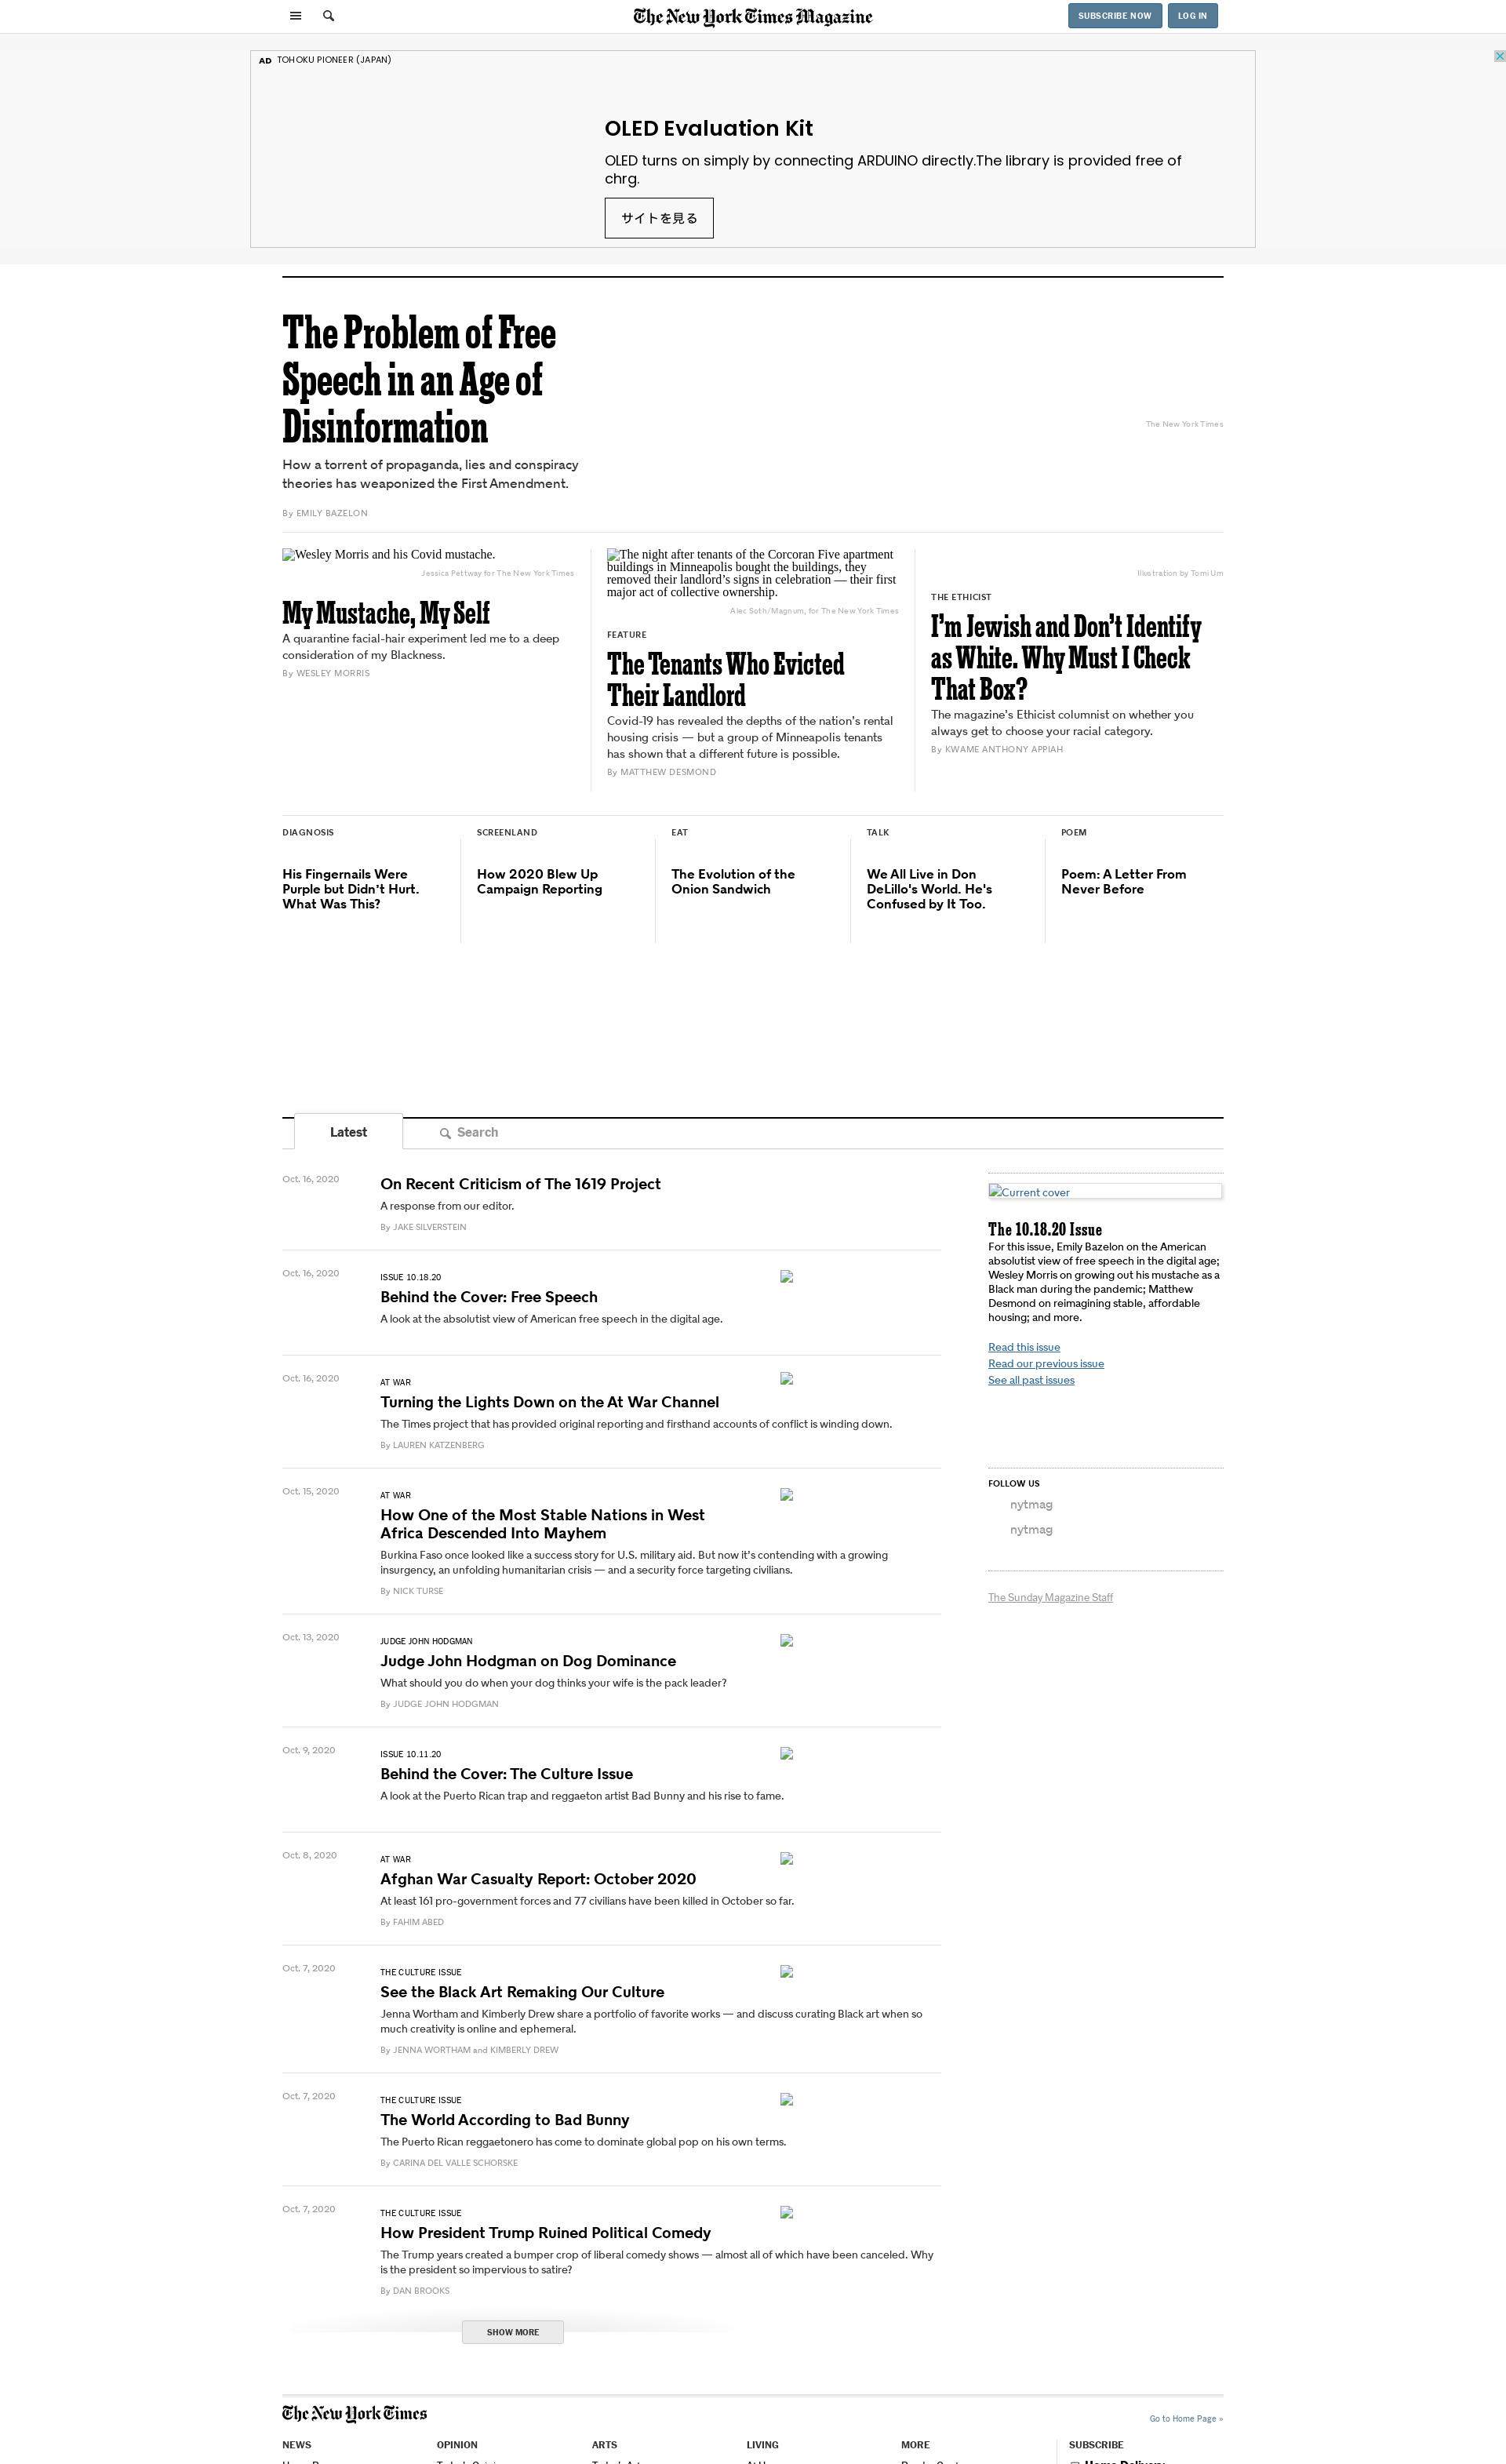 The New York Times Magazine
SUBSCRIBE NOW
LOG IN
AD TOHOKU PIONEER (JAPAN)
OLED Evaluation Kit
OLED turns on simply by connecting ARDUINO directly.The library is provided free of
chrg.
サイトを見る
The Problem of Free
Speech in an Age of
Disinformation
How a torrent of propaganda, lies and conspiracy
theories has weaponized the First Amendment.
By EMILY BAZELON
The New York Times
Wesley Morris and his Covid mustache.
Jessica Pettway for The New York Times
My Mustache, My Self
A quarantine facial-hair experiment led me to a deep
consideration of my Blackness.
By WESLEY MORRIS
The night after tenants of the Corcoran Five apartment
buildings in Minneapolis bought the buildings, they
removed their landlord’s signs in celebration — their first
major act of collective ownership.
Alec Soth/Magnum, for The New York Times
FEATURE
The Tenants Who Evicted
Their Landlord
Covid-19 has revealed the depths of the nation’s rental
housing crisis — but a group of Minneapolis tenants
has shown that a different future is possible.
By MATTHEW DESMOND
Illustration by Tomi Um
THE ETHICIST
I’m Jewish and Don’t Identify
as White. Why Must I Check
That Box?
The magazine’s Ethicist columnist on whether you
always get to choose your racial category.
By KWAME ANTHONY APPIAH
DIAGNOSIS
His Fingernails Were
Purple but Didn’t Hurt.
What Was This?
SCREENLAND
How 2020 Blew Up
Campaign Reporting
EAT
The Evolution of the
Onion Sandwich
TALK
We All Live in Don
DeLillo's World. He's
Confused by It Too.
POEM
Poem: A Letter From
Never Before
Latest
Search
Oct. 16, 2020
On Recent Criticism of The 1619 Project
A response from our editor.
By JAKE SILVERSTEIN
Oct. 16, 2020
ISSUE 10.18.20
Behind the Cover: Free Speech
A look at the absolutist view of American free speech in the digital age.
Oct. 16, 2020
AT WAR
Turning the Lights Down on the At War Channel
The Times project that has provided original reporting and firsthand accounts of conflict is winding down.
By LAUREN KATZENBERG
Oct. 15, 2020
AT WAR
How One of the Most Stable Nations in West
Africa Descended Into Mayhem
Burkina Faso once looked like a success story for U.S. military aid. But now it’s contending with a growing
insurgency, an unfolding humanitarian crisis — and a security force targeting civilians.
By NICK TURSE
Oct. 13, 2020
JUDGE JOHN HODGMAN
Judge John Hodgman on Dog Dominance
What should you do when your dog thinks your wife is the pack leader?
By JUDGE JOHN HODGMAN
Oct. 9, 2020
ISSUE 10.11.20
Behind the Cover: The Culture Issue
A look at the Puerto Rican trap and reggaeton artist Bad Bunny and his rise to fame.
Oct. 8, 2020
AT WAR
Afghan War Casualty Report: October 2020
At least 161 pro-government forces and 77 civilians have been killed in October so far.
By FAHIM ABED
Oct. 7, 2020
THE CULTURE ISSUE
See the Black Art Remaking Our Culture
Jenna Wortham and Kimberly Drew share a portfolio of favorite works — and discuss curating Black art when so
much creativity is online and ephemeral.
By JENNA WORTHAM and KIMBERLY DREW
Oct. 7, 2020
THE CULTURE ISSUE
The World According to Bad Bunny
The Puerto Rican reggaetonero has come to dominate global pop on his own terms.
By CARINA DEL VALLE SCHORSKE
Oct. 7, 2020
THE CULTURE ISSUE
How President Trump Ruined Political Comedy
The Trump years created a bumper crop of liberal comedy shows — almost all of which have been canceled. Why
is the president so impervious to satire?
By DAN BROOKS
SHOW MORE
Current cover
The 10.18.20 Issue
For this issue, Emily Bazelon on the American
absolutist view of free speech in the digital age;
Wesley Morris on growing out his mustache as a
Black man during the pandemic; Matthew
Desmond on reimagining stable, affordable
housing; and more.
Read this issue
Read our previous issue
See all past issues
FOLLOW US
nytmag
nytmag
The Sunday Magazine Staff
The New York Times
Go to Home Page »
NEWS
OPINION
ARTS
LIVING
MORE
SUBSCRIBE